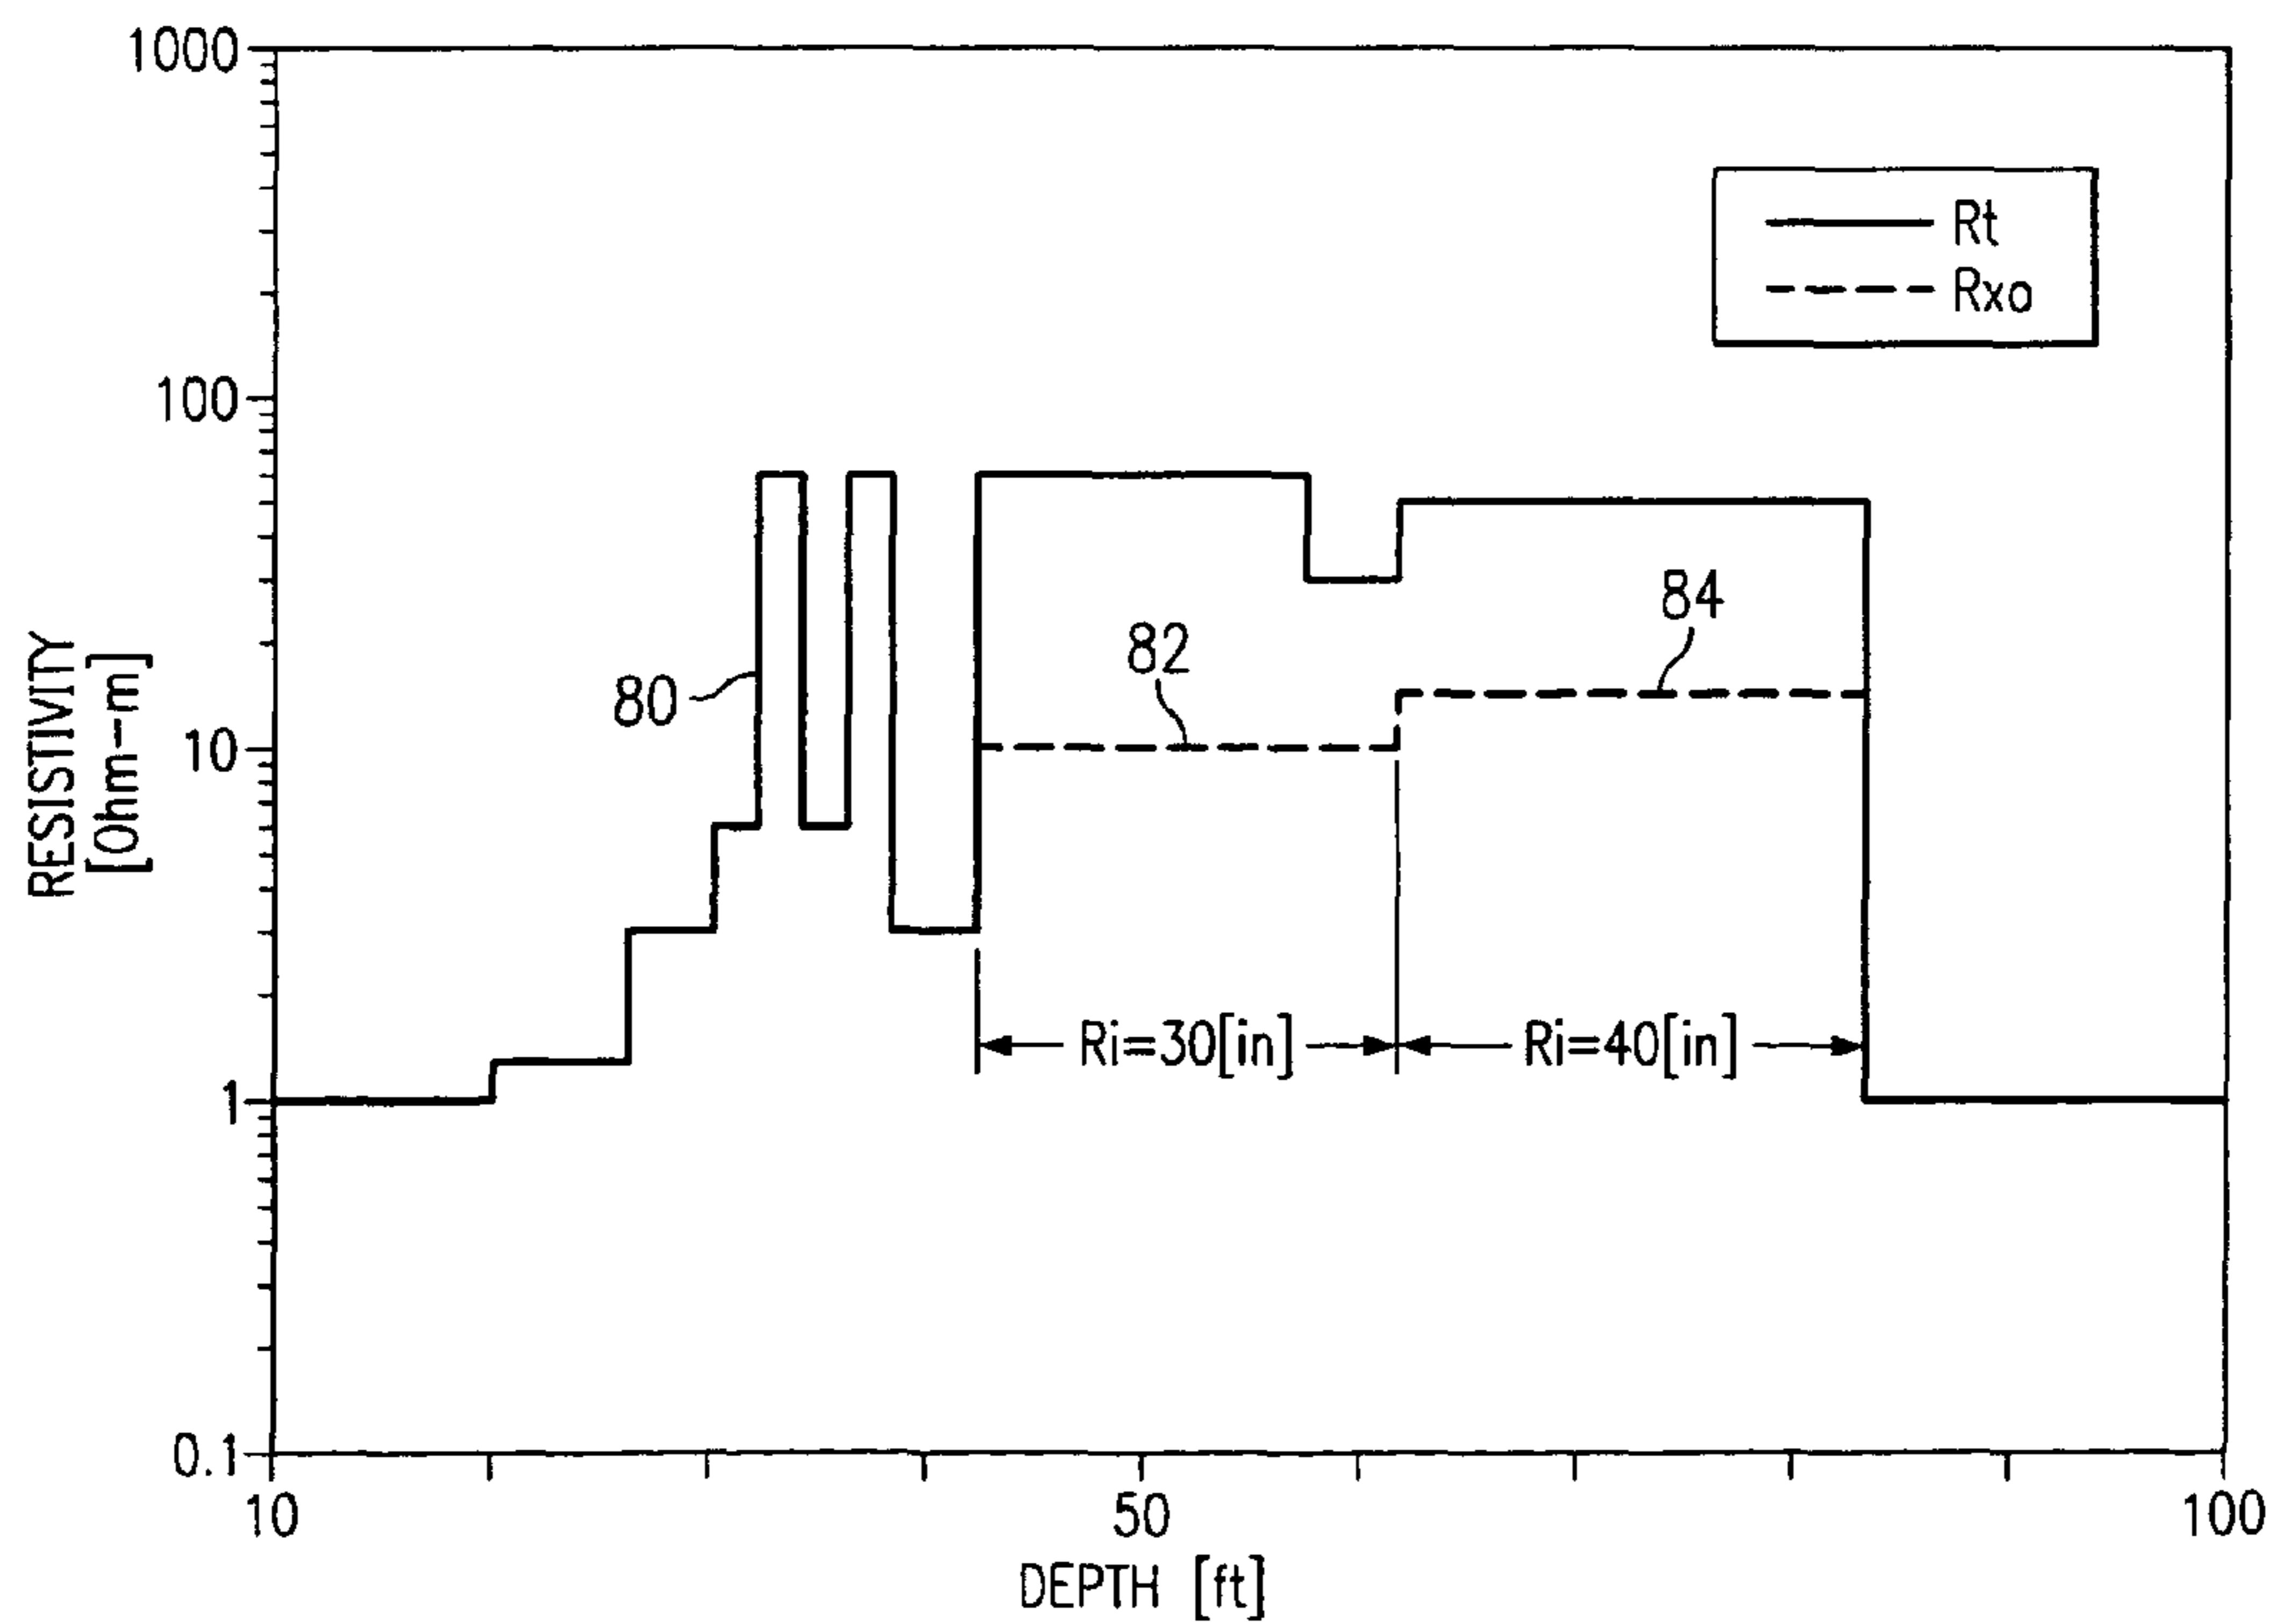 1000
100
10
1
0.1
RESISTIVITY
[Ohm-m]
Rt
Rxo
80
82
84
Ri=30[in]
Ri=40[in]
10
50
100
DEPTH [ft]